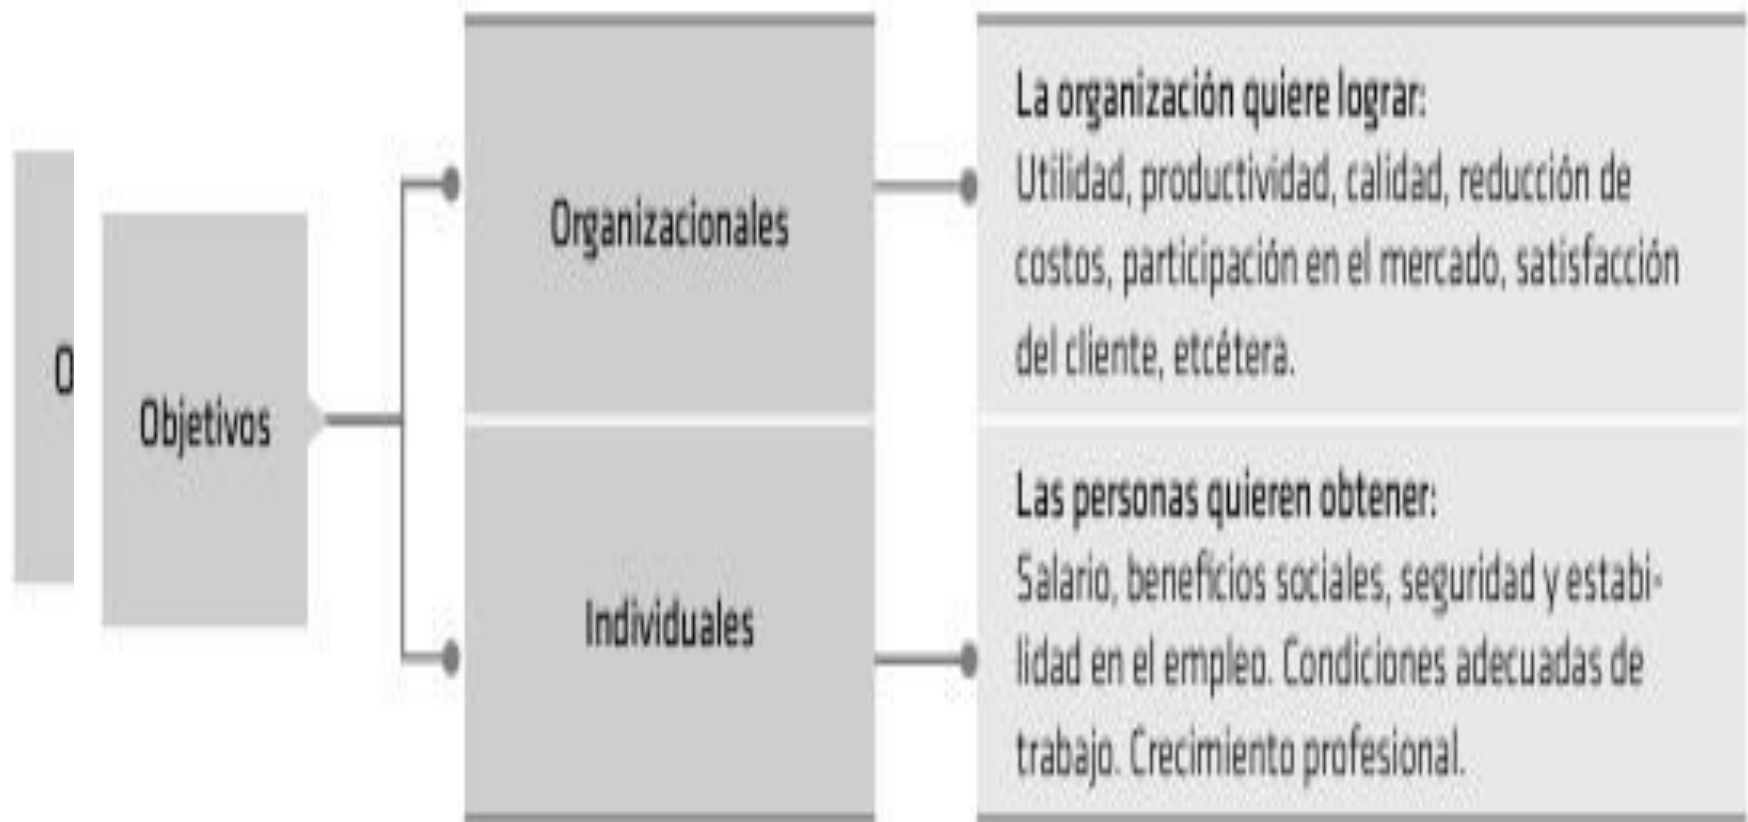 O
Objetivos
Organizacionales
La organización quiere lograr:
Utilidad, productividad, calidad, reducción de
costos, participación en el mercado, satisfacción
del cliente, etcétera.
Individuales
Las personas quieren obtener:
Salario, beneficios sociales, seguridad y estabi-
lidad en el empleo. Condiciones adecuadas de
trabajo. Crecimiento profesional.